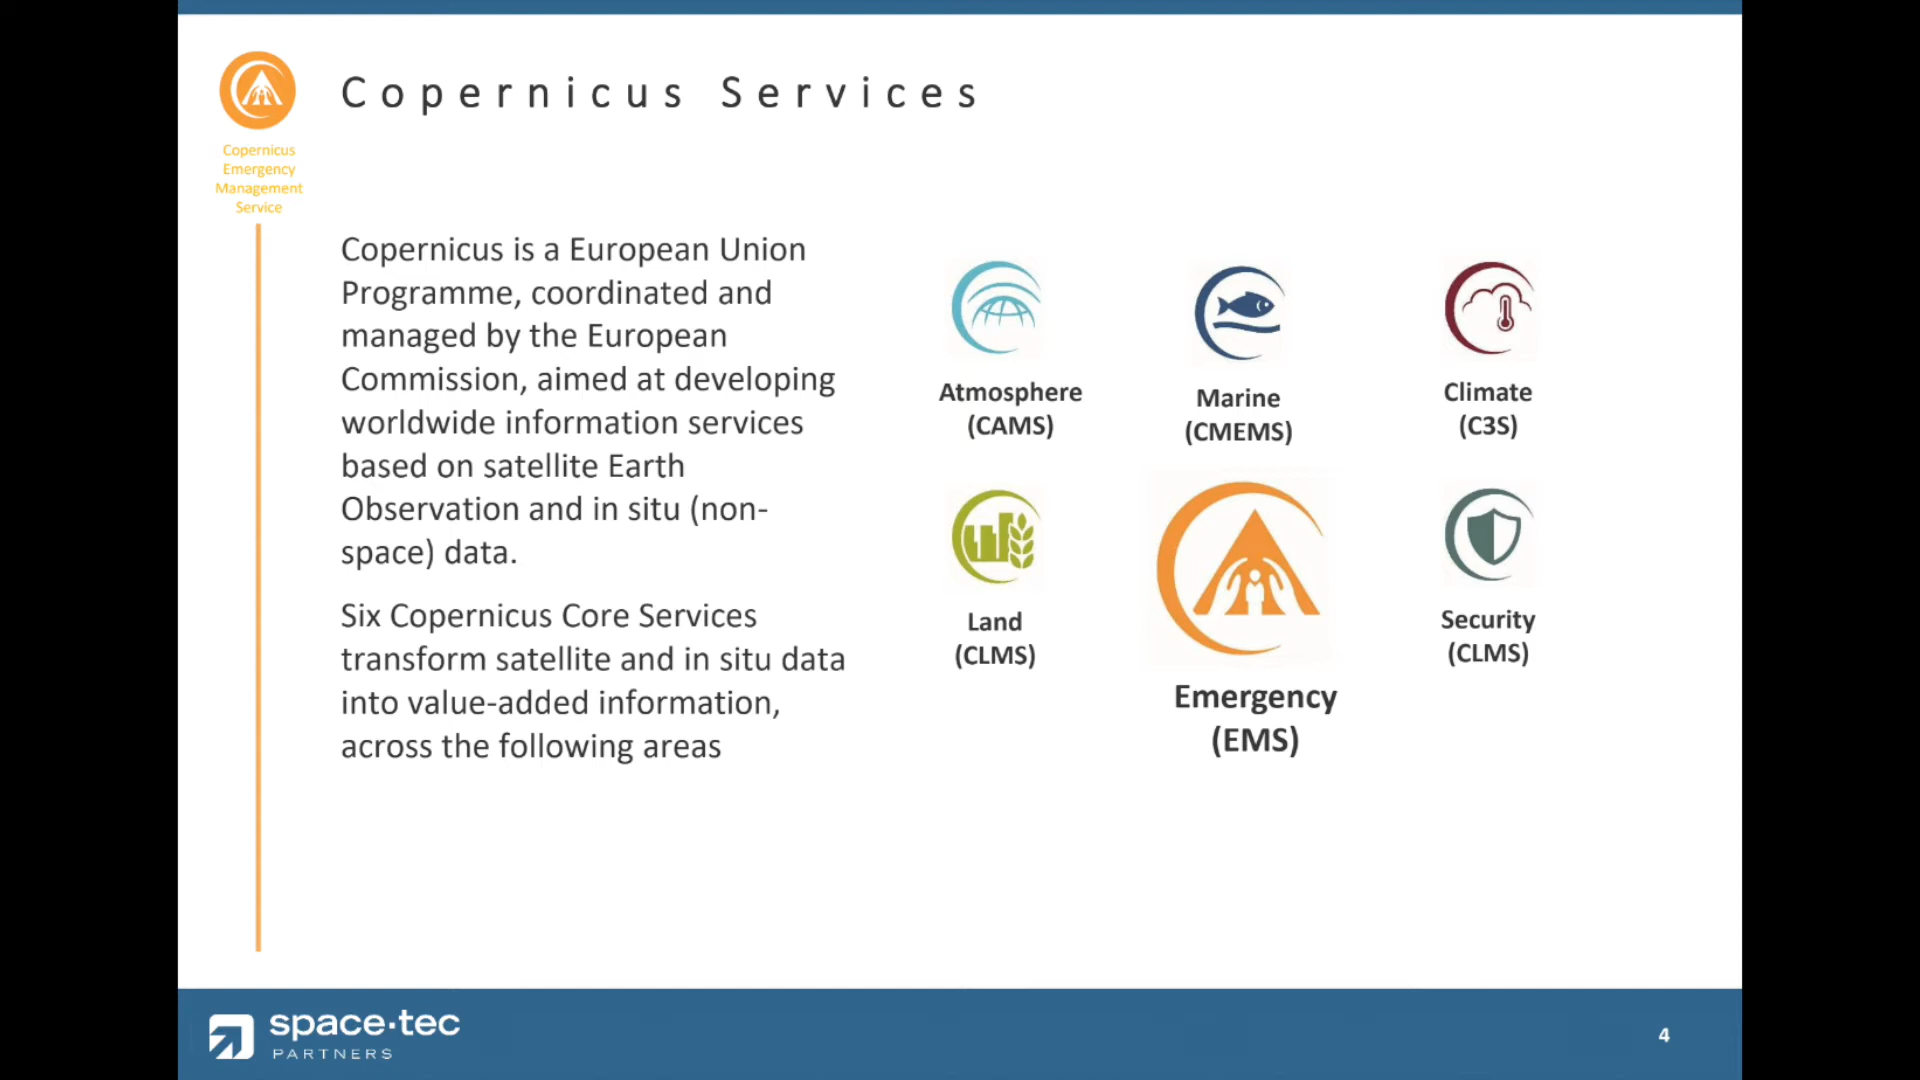 Copernicus Services
Copernicus
Emergency
Management
Service
Copernicus is a European Union
Programme, coordinated and
managed by the European
Commission, aimed at developing
worldwide information services
based on satellite Earth
Observation and in situ (non-
space) data.
Six Copernicus Core Services
transform satellite and in situ data
into value-added information,
across the following areas
Atmosphere
(CAMS)
Marine
(CMEMS)
Climate
(C3S)
Land
(CLMS)
Emergency
(EMS)
Security
(CLMS)
space·tec
PARTNERS
4